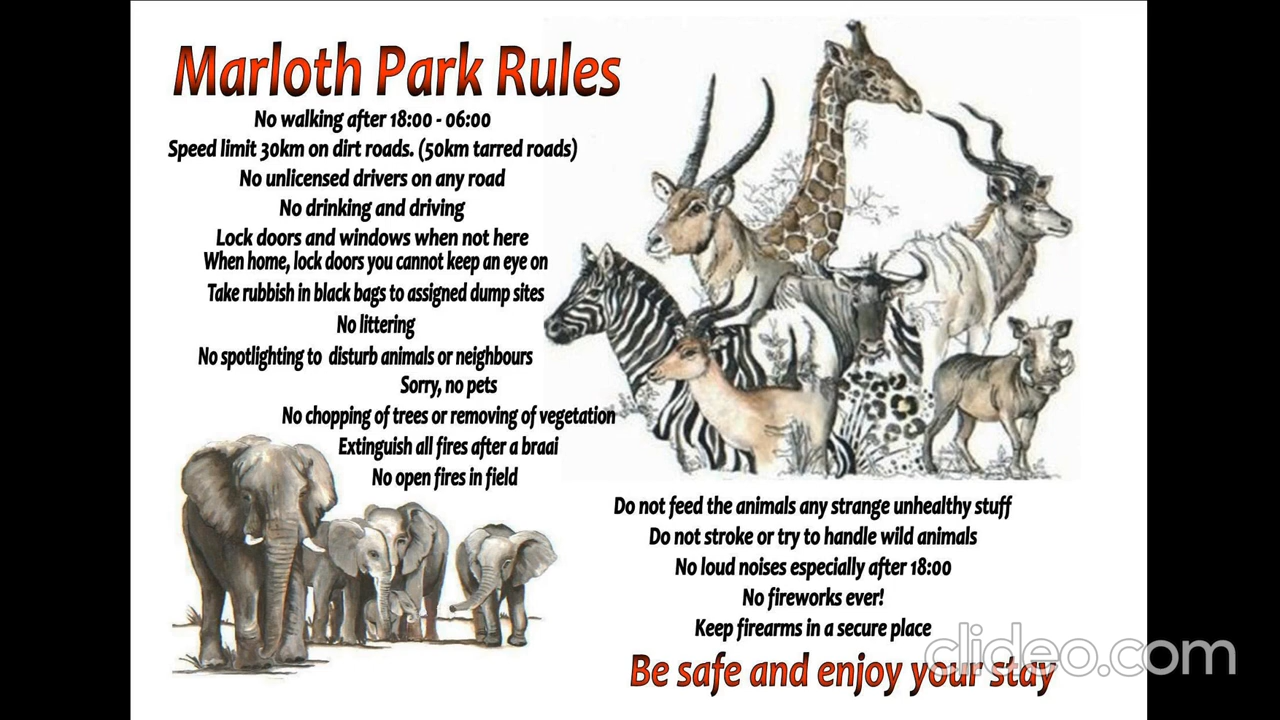 Marloth Park Rules
No walking after 18:00 - 06:00
Speed limit 30km on dirt roads. (50km tarred roads)
No unlicensed drivers on any road
No drinking and driving
Lock doors and windows when not here
When home, lock doors you cannot keep an eye on
Take rubbish in black bags to assigned dump sites
No littering
No spotlighting to disturb animals or neighbours
Sorry, no pets
No chopping of trees or removing of vegetation
Extinguish all fires after a braai
No open fires in field
Do not feed the animals any strange unhealthy stuff
Do not stroke or try to handle wild animals
No loud noises especially after 18:00
No fireworks ever!
Keep firearms in a secure place
Be safe and enjoy your stay
clideo.com